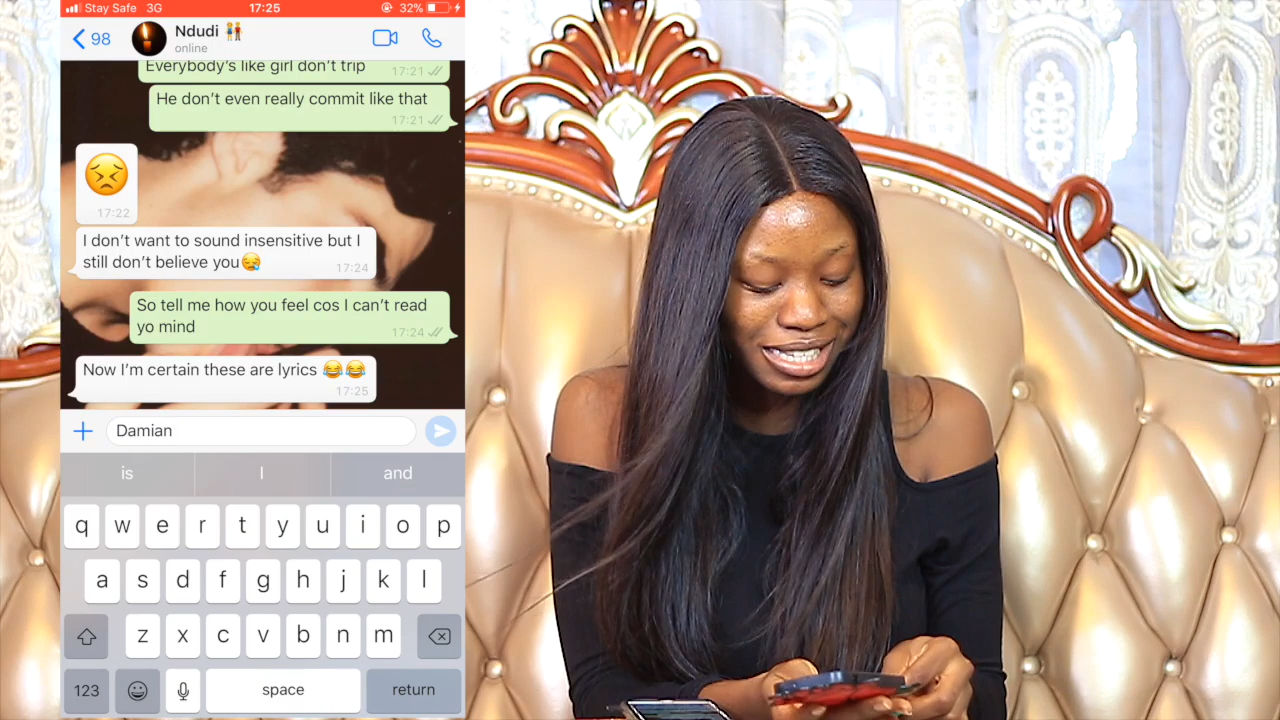 Stay Safe 3G 17:25 32%
98 Ndudi
online
Everybody's like girl don't trip
17:21
He don't even really commit like that
17:21
17:22
I don't want to sound insensitive but I
still don't believe you
17:24
So tell me how you feel cos I can't read
yo mind
17:24
Now I'm certain these are lyrics 😂😂
17:25
Damian
is I and
q w e r t y u i o p
a s d f g h j k l
z x c v b n m
123 space return